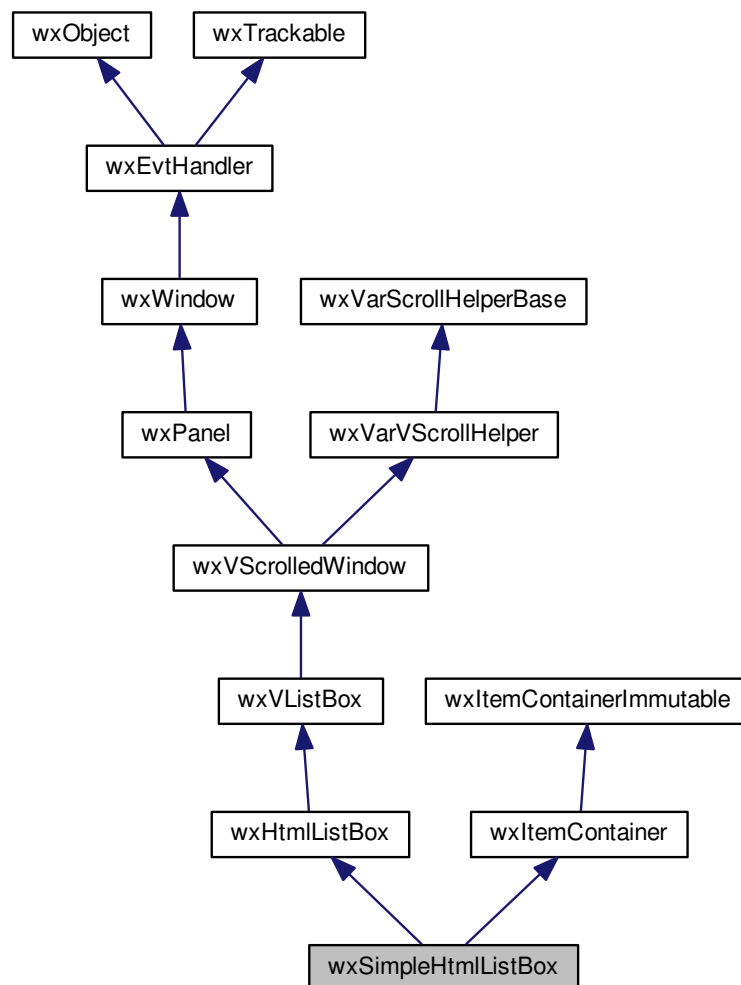 wxObject
wxTrackable
wxEvtHandler
wxWindow
wxVarScrollHelperBase
wxPanel
wxVarVScrollHelper
wxVScrolledWindow
wxVListBox
wxItemContainerImmutable
wxHtmlListBox
wxItemContainer
wxSimpleHtmlListBox